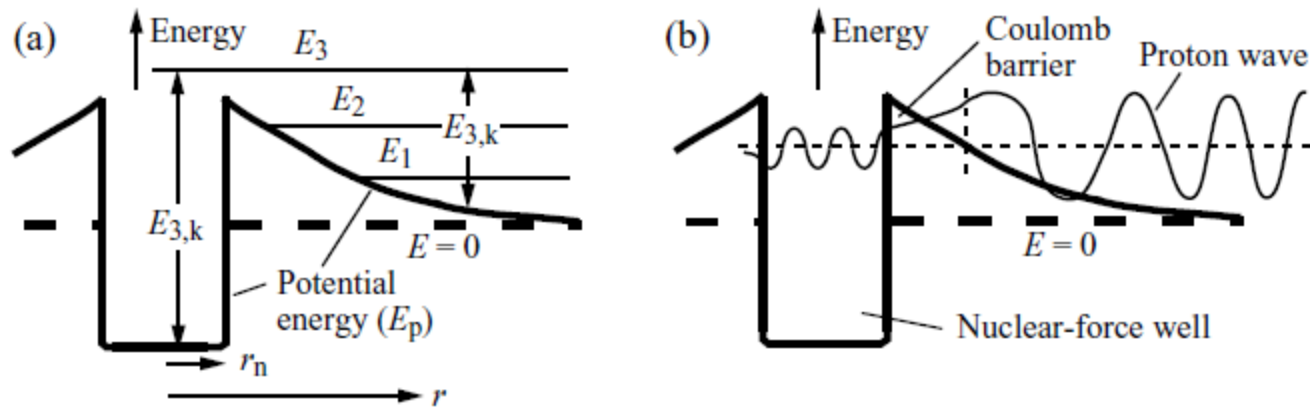 (a)
Energy
E3
E2
E3,k
E1
E3,k
E = 0
Potential
energy (Ep)
rn
r
(b)
Energy
Coulomb
barrier
Proton wave
E = 0
Nuclear-force well